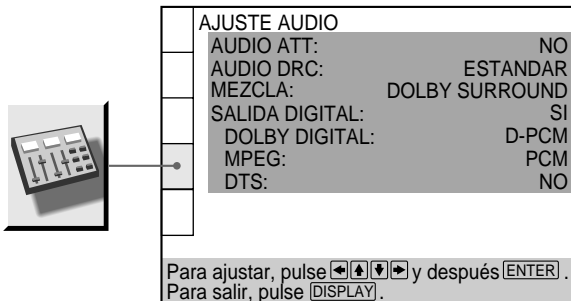 AJUSTE AUDIO
AUDIO ATT: NO
AUDIO DRC: ESTANDAR
MEZCLA: DOLBY SURROUND
SALIDA DIGITAL: SI
DOLBY DIGITAL: D-PCM
MPEG: PCM
DTS: NO
Para ajustar, pulse ←↑↓→ y después ENTER .
Para salir, pulse DISPLAY .